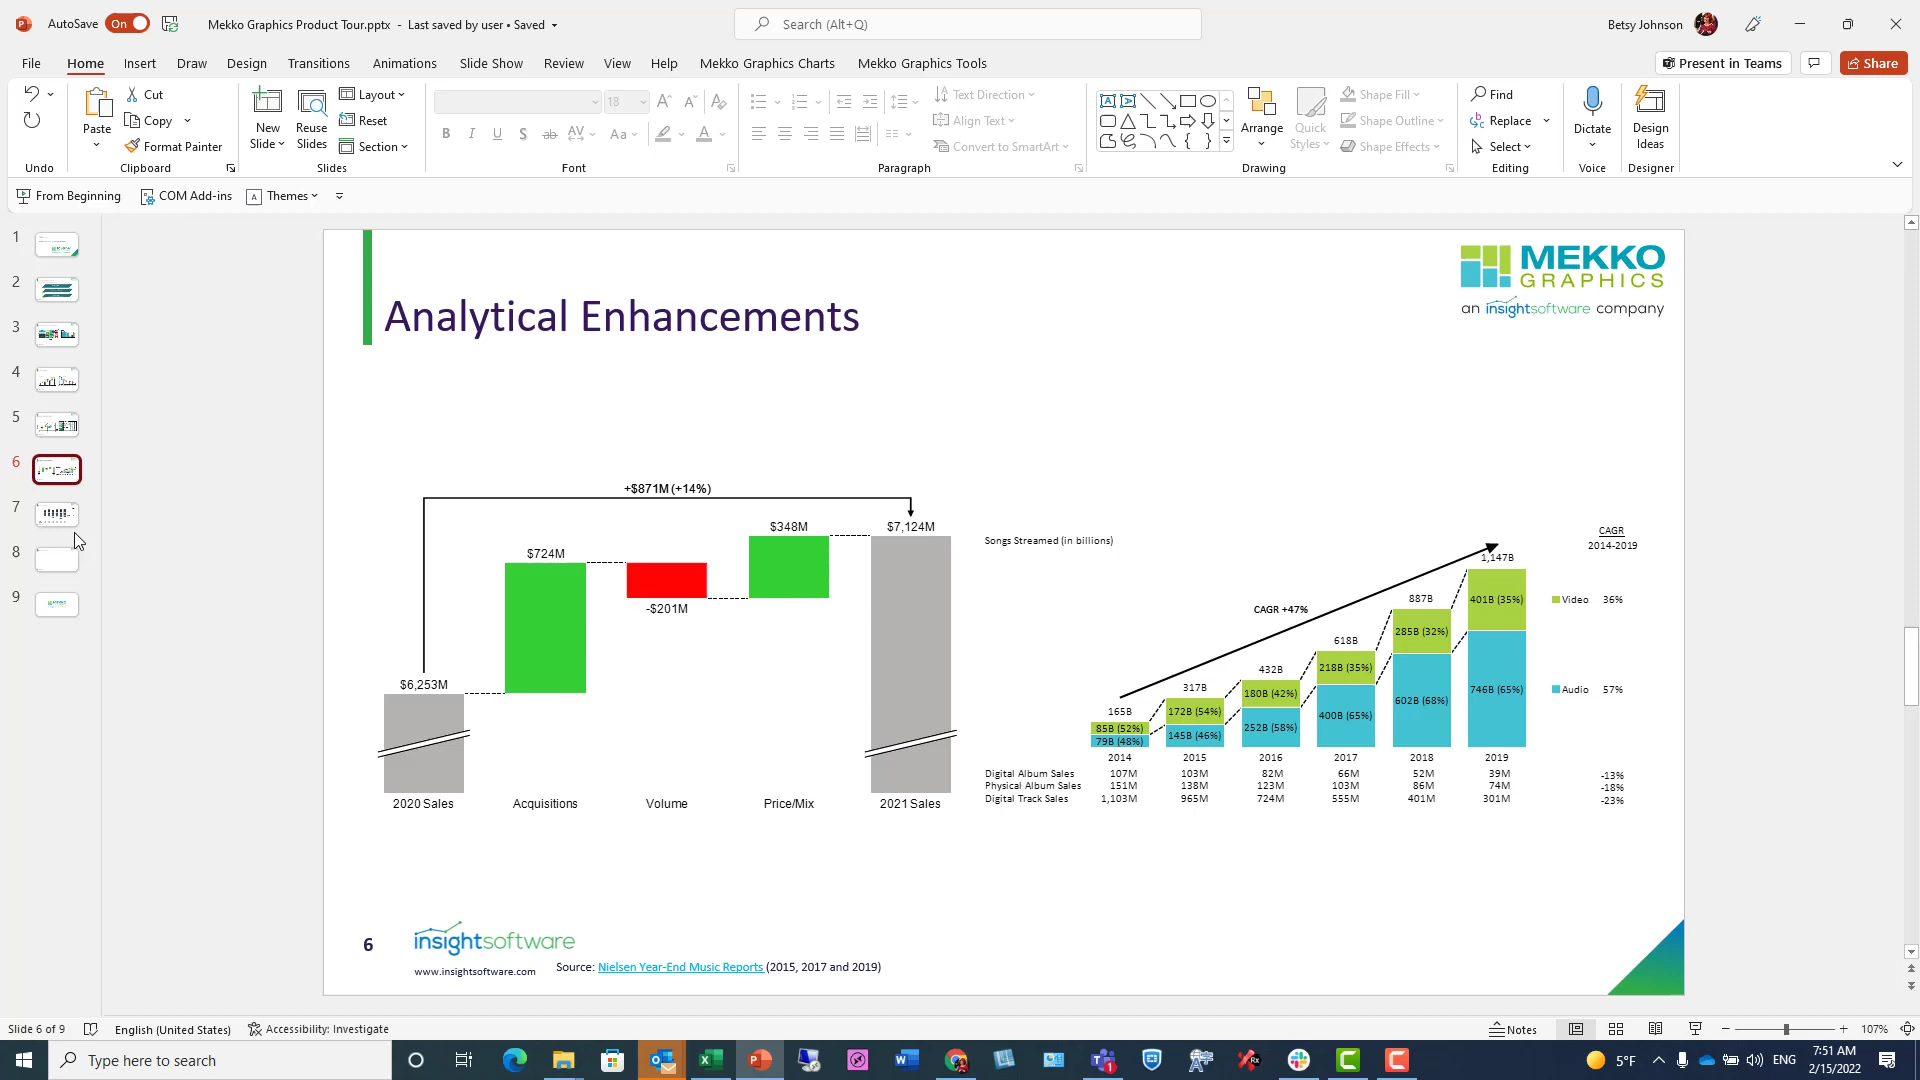 AutoSave On Mekko Graphics Product Tour.pptx - Last saved by user • Saved
Search (Alt+Q)
Betsy Johnson
File Home Insert Draw Design Transitions Animations Slide Show Review View Help Mekko Graphics Charts Mekko Graphics Tools
Present in Teams Share
Paste Cut Copy Format Painter
New Slide Reuse Slides Layout Reset Section
18
Text Direction Align Text Convert to SmartArt
Arrange Quick Styles Shape Fill Shape Outline Shape Effects
Find Replace Select
Dictate Design Ideas
Undo Clipboard Slides Font Paragraph Drawing Editing Voice Designer
From Beginning COM Add-ins Themes
1
2
3
4
5
6
7
8
9
MEKKO
GRAPHICS
an insightsoftware company
Analytical Enhancements
+$871M (+14%)
$6,253M
$724M
-$201M
$348M
$7,124M
2020 Sales Acquisitions Volume Price/Mix 2021 Sales
Songs Streamed (in billions)
CAGR
2014-2019
CAGR +47%
165B 317B 432B 618B 887B 1,147B
85B (52%) 172B (54%) 180B (42%) 218B (35%) 285B (32%) 401B (35%)
Video 36%
79B (48%) 145B (46%) 252B (58%) 400B (65%) 602B (68%) 746B (65%)
Audio 57%
2014 2015 2016 2017 2018 2019
Digital Album Sales 107M 103M 82M 66M 52M 39M -13%
Physical Album Sales 151M 138M 123M 103M 86M 74M -18%
Digital Track Sales 1,103M 965M 724M 555M 401M 301M -23%
6
insightsoftware
www.insightsoftware.com
Source: Nielsen Year-End Music Reports (2015, 2017 and 2019)
Slide 6 of 9 English (United States) Accessibility: Investigate
Notes 107%
Type here to search
5°F ENG
7:51 AM
2/15/2022